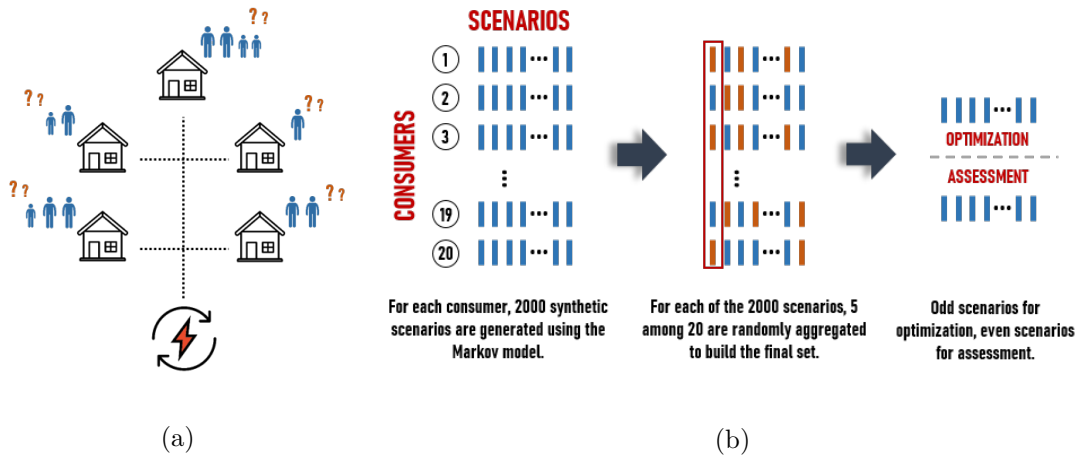 ? ?
? ?
? ?
? ?
? ?
(a)
SCENARIOS
CONSUMERS
1
2
3
19
20
For each consumer, 2000 synthetic
scenarios are generated using the
Markov model.
For each of the 2000 scenarios, 5
among 20 are randomly aggregated
to build the final set.
OPTIMIZATION
ASSESSMENT
Odd scenarios for
optimization, even scenarios
for assessment.
(b)